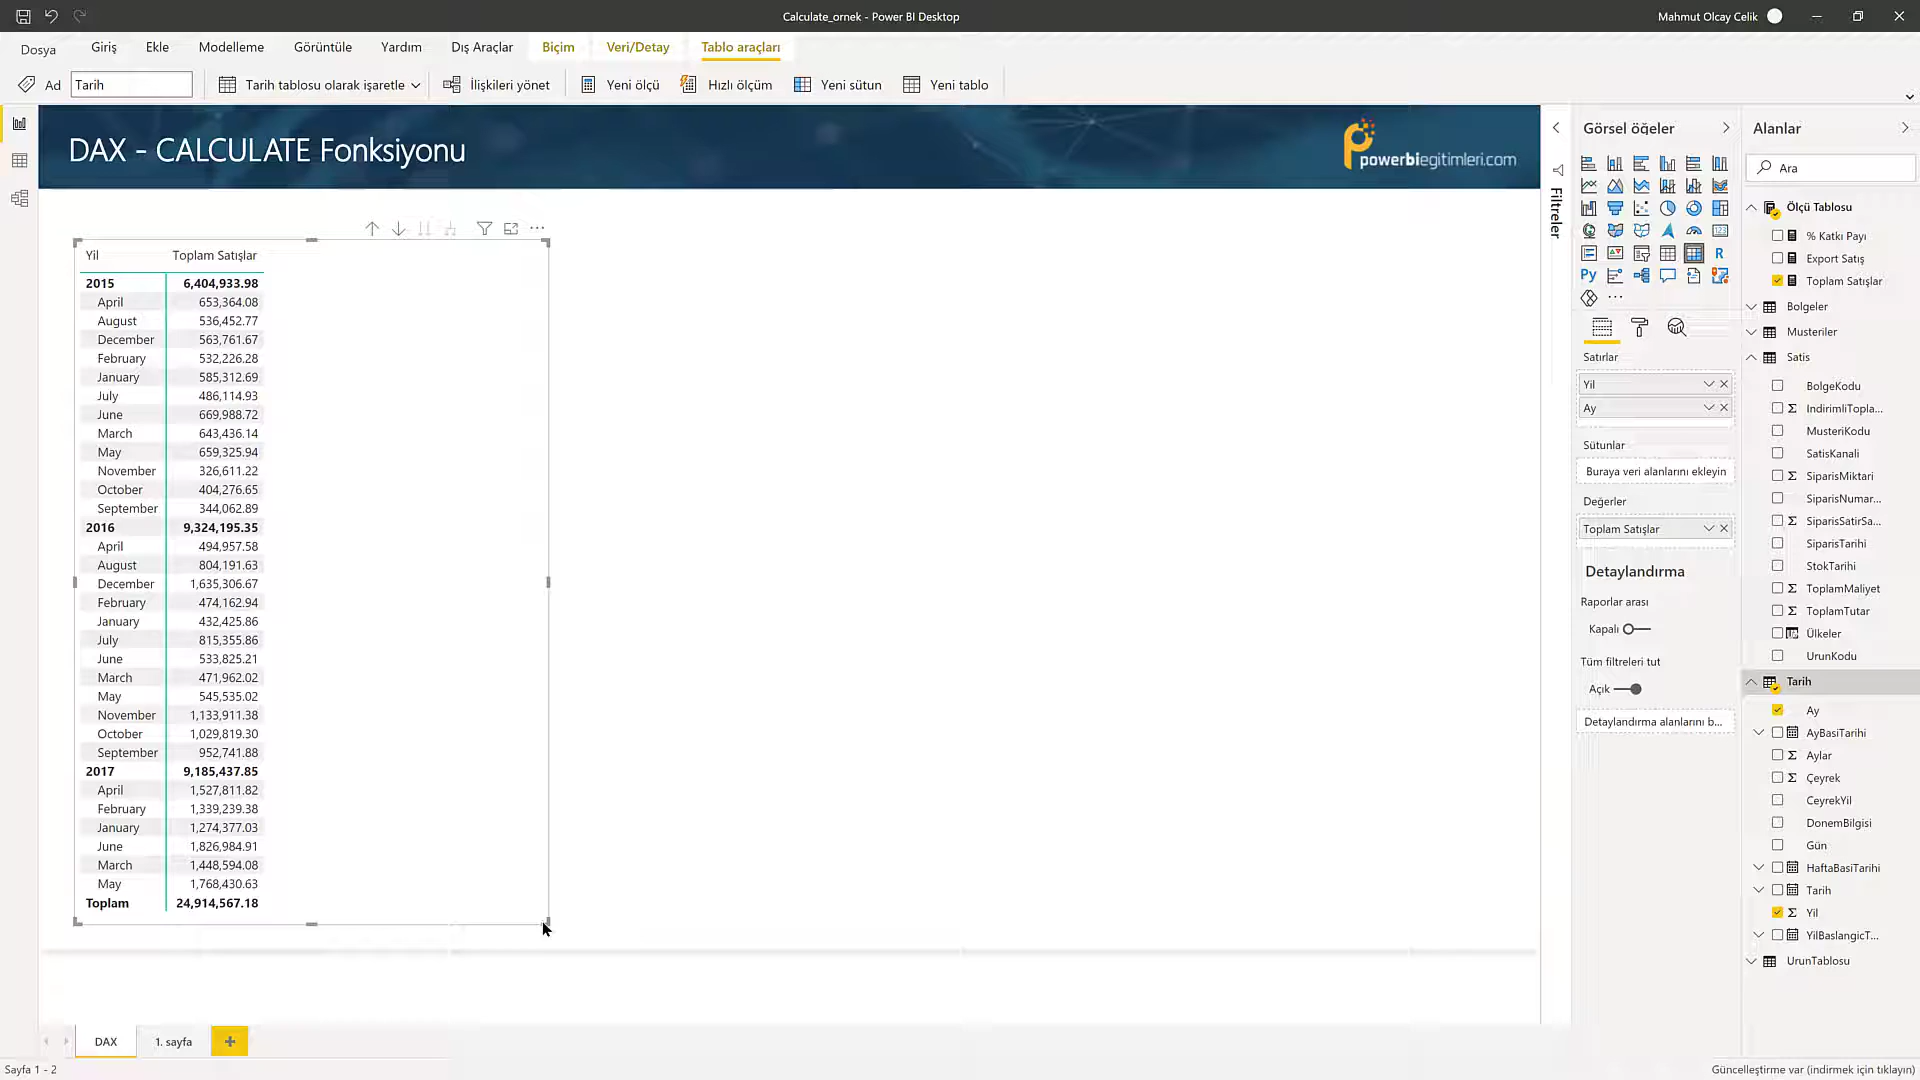 Calculate_ornek - Power BI Desktop
Mahmut Olcay Celik
Dosya
Giriş
Ekle
Modelleme
Görüntüle
Yardım
Dış Araçlar
Biçim
Veri/Detay
Tablo araçları
Ad
Tarih
Tarih tablosu olarak işaretle
İlişkileri yönet
Yeni ölçü
Hızlı ölçüm
Yeni sütun
Yeni tablo
DAX - CALCULATE Fonksiyonu
powerbiegitimleri.com
Yil Toplam Satışlar
2015 6,404,933.98
April 653,364.08
August 536,452.77
December 563,761.67
February 532,226.28
January 585,312.69
July 486,114.93
June 669,988.72
March 643,436.14
May 659,325.94
November 326,611.22
October 404,276.65
September 344,062.89
2016 9,324,195.35
April 494,957.58
August 804,191.63
December 1,635,306.67
February 474,162.94
January 432,425.86
July 815,355.86
June 533,825.21
March 471,962.02
May 545,535.02
November 1,133,911.38
October 1,029,819.30
September 952,741.88
2017 9,185,437.85
April 1,527,811.82
February 1,339,239.38
January 1,274,377.03
June 1,826,984.91
March 1,448,594.08
May 1,768,430.63
Toplam 24,914,567.18
Filtreler
Görsel öğeler
R
Py
Satırlar
Yil
Ay
Sütunlar
Buraya veri alanlarını ekleyin
Değerler
Toplam Satışlar
Detaylandırma
Raporlar arası
Kapalı
Tüm filtreleri tut
Açık
Detaylandırma alanlarını b...
Alanlar
Ara
Ölçü Tablosu
% Katkı Payı
Export Satış
Toplam Satışlar
Bolgeler
Musteriler
Satis
BolgeKodu
IndirimliTopla...
MusteriKodu
SatisKanali
SiparisMiktari
SiparisNumar...
SiparisSatirSa...
SiparisTarihi
StokTarihi
ToplamMaliyet
ToplamTutar
Ülkeler
UrunKodu
Tarih
Ay
AyBasiTarihi
Aylar
Çeyrek
CeyrekYil
DonemBilgisi
Gün
HaftaBasiTarihi
Tarih
Yil
YilBaslangicT...
UrunTablosu
DAX
1. sayfa
Sayfa 1 - 2
Güncelleştirme var (indirmek için tıklayın)